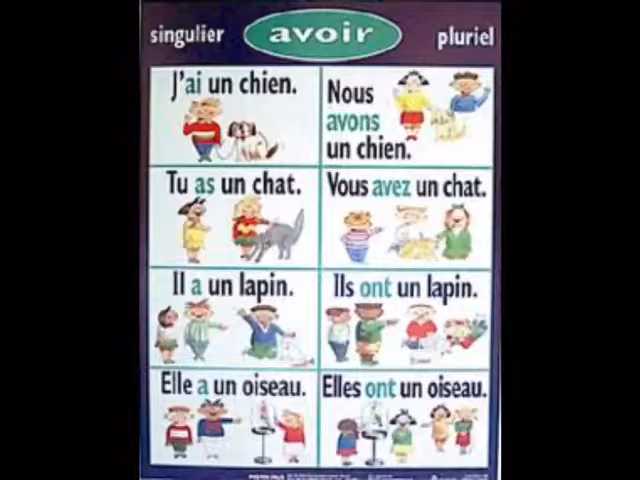 singulier avoir pluriel
J'ai un chien.
Nous
avons
un chien.
Tu as un chat.
Vous avez un chat.
Il a un lapin.
Ils ont un lapin.
Elle a un oiseau.
Elles ont un oiseau.